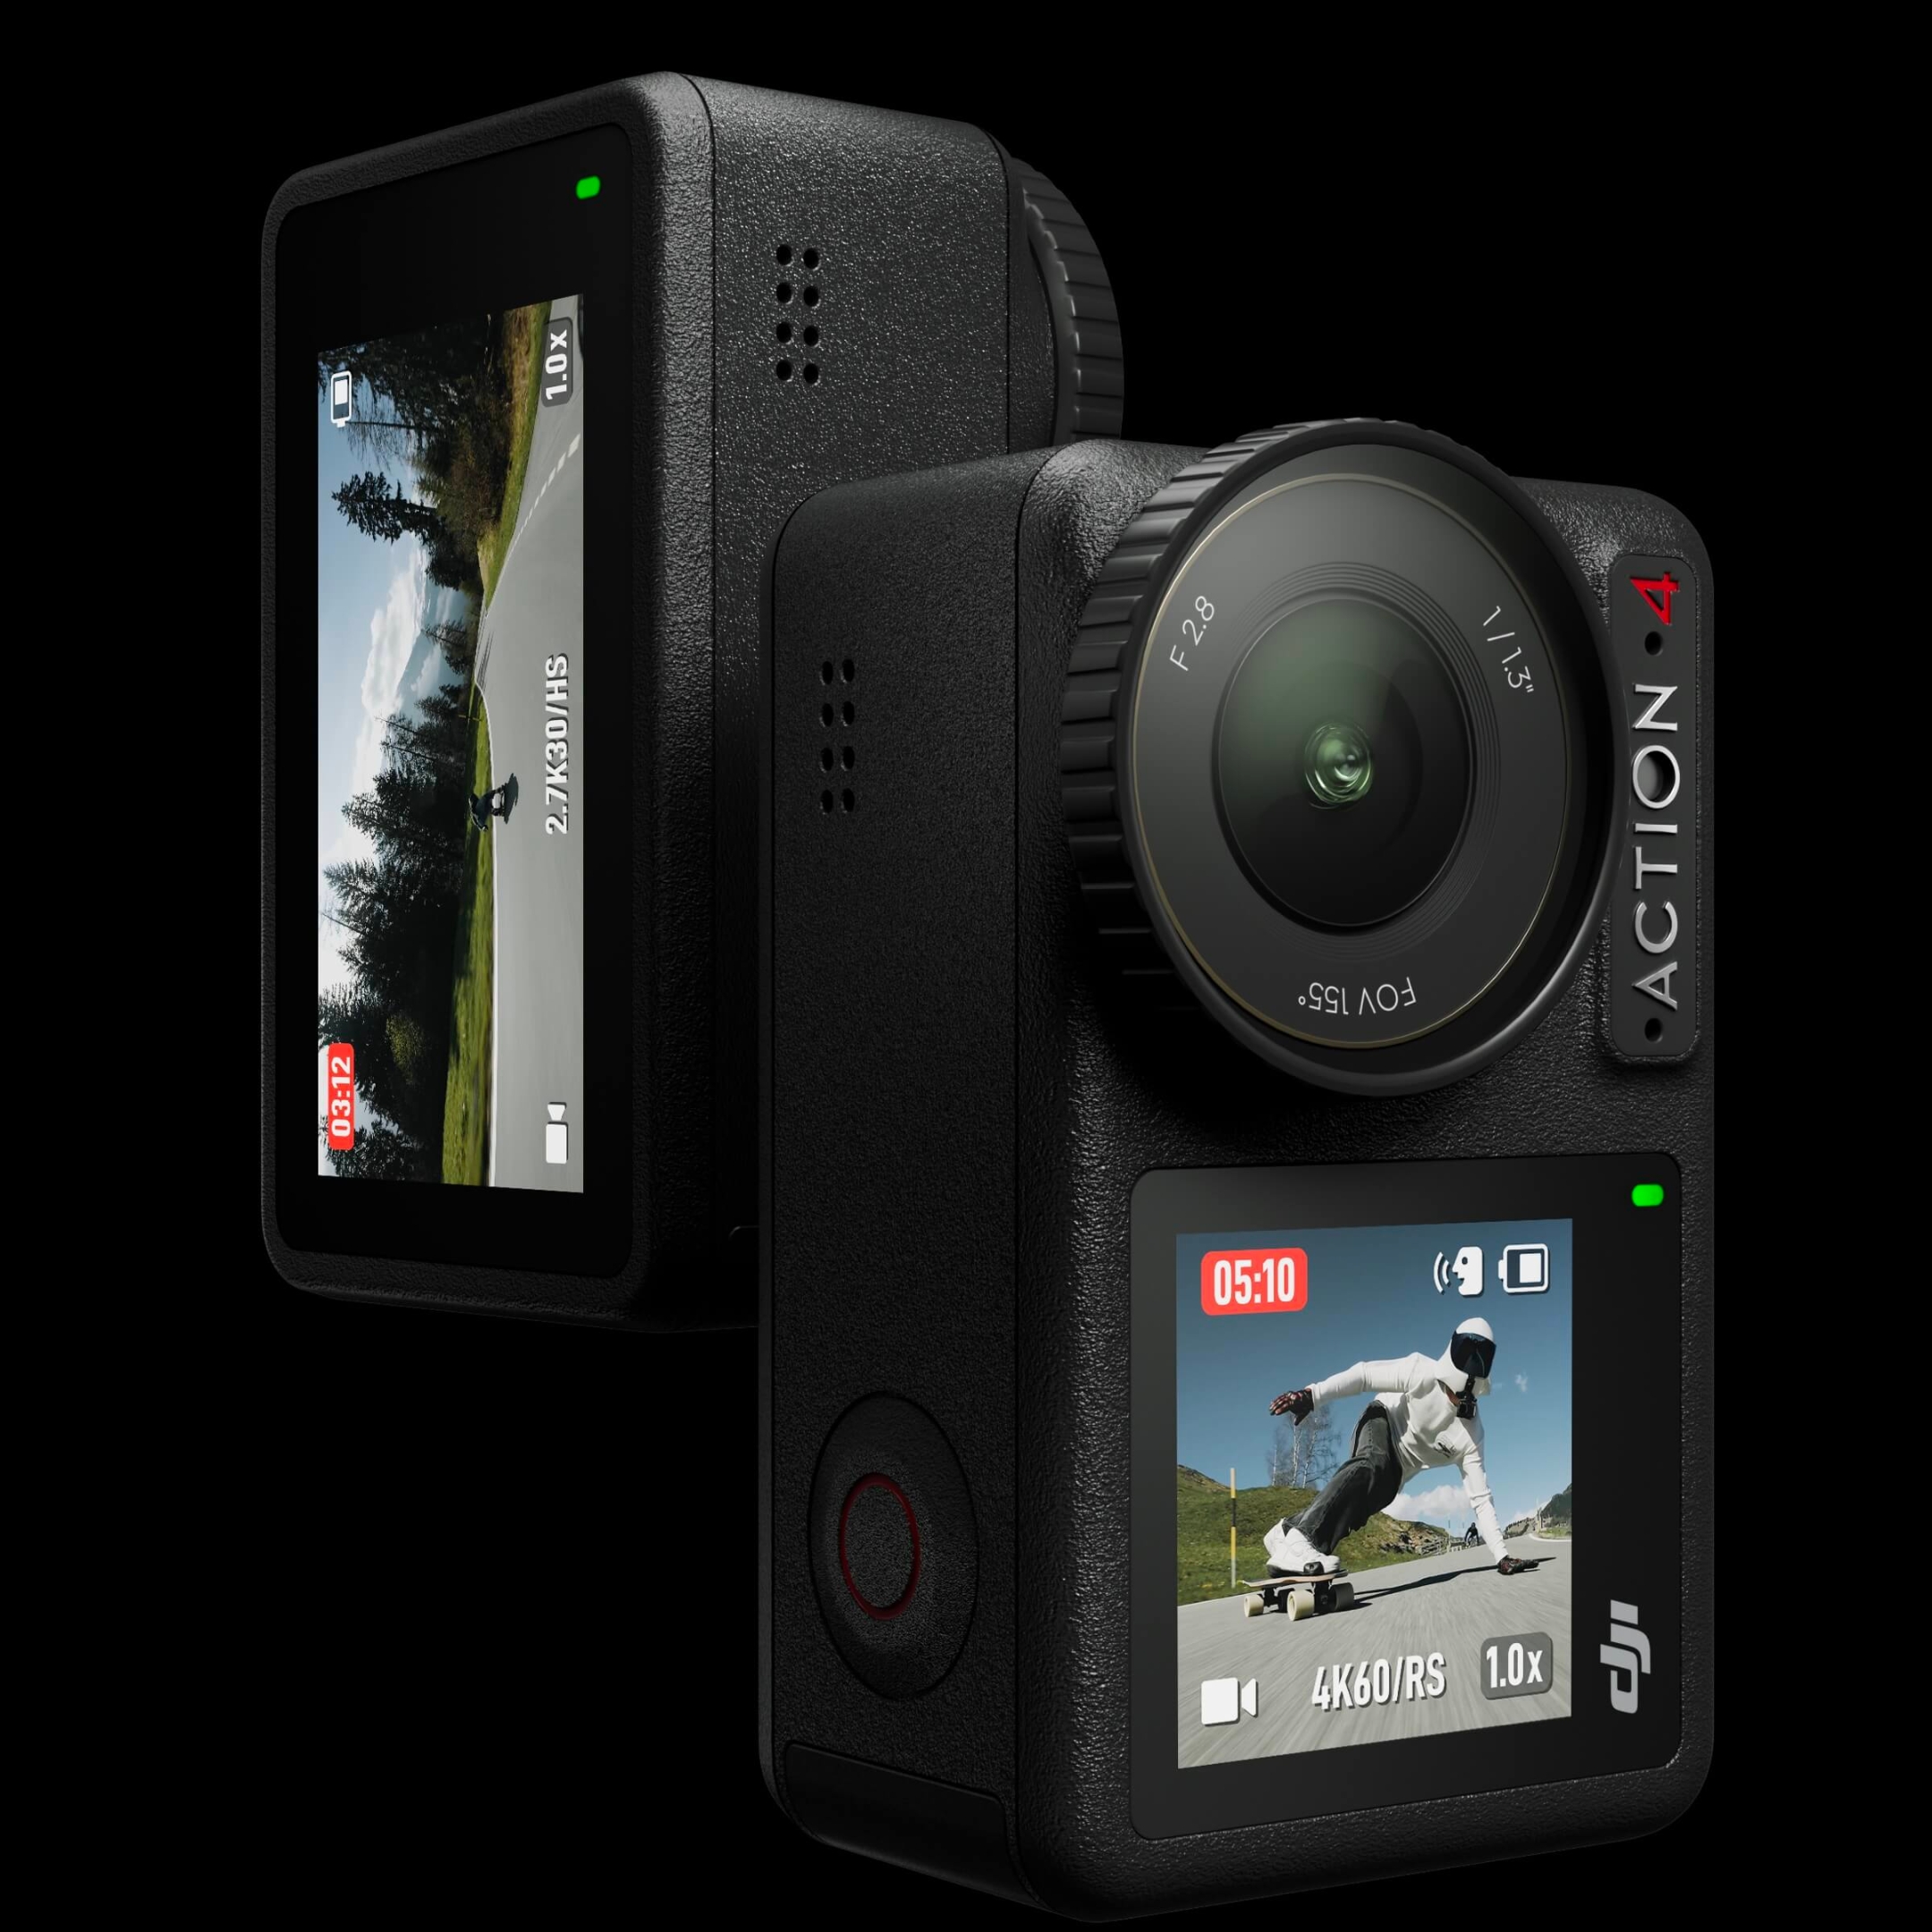 1.0x
2.7K30/HS
03:12
F2.8
1/1.3"
FOV 155°
ACTION 4
05:10
4K60/RS
1.0x
dji